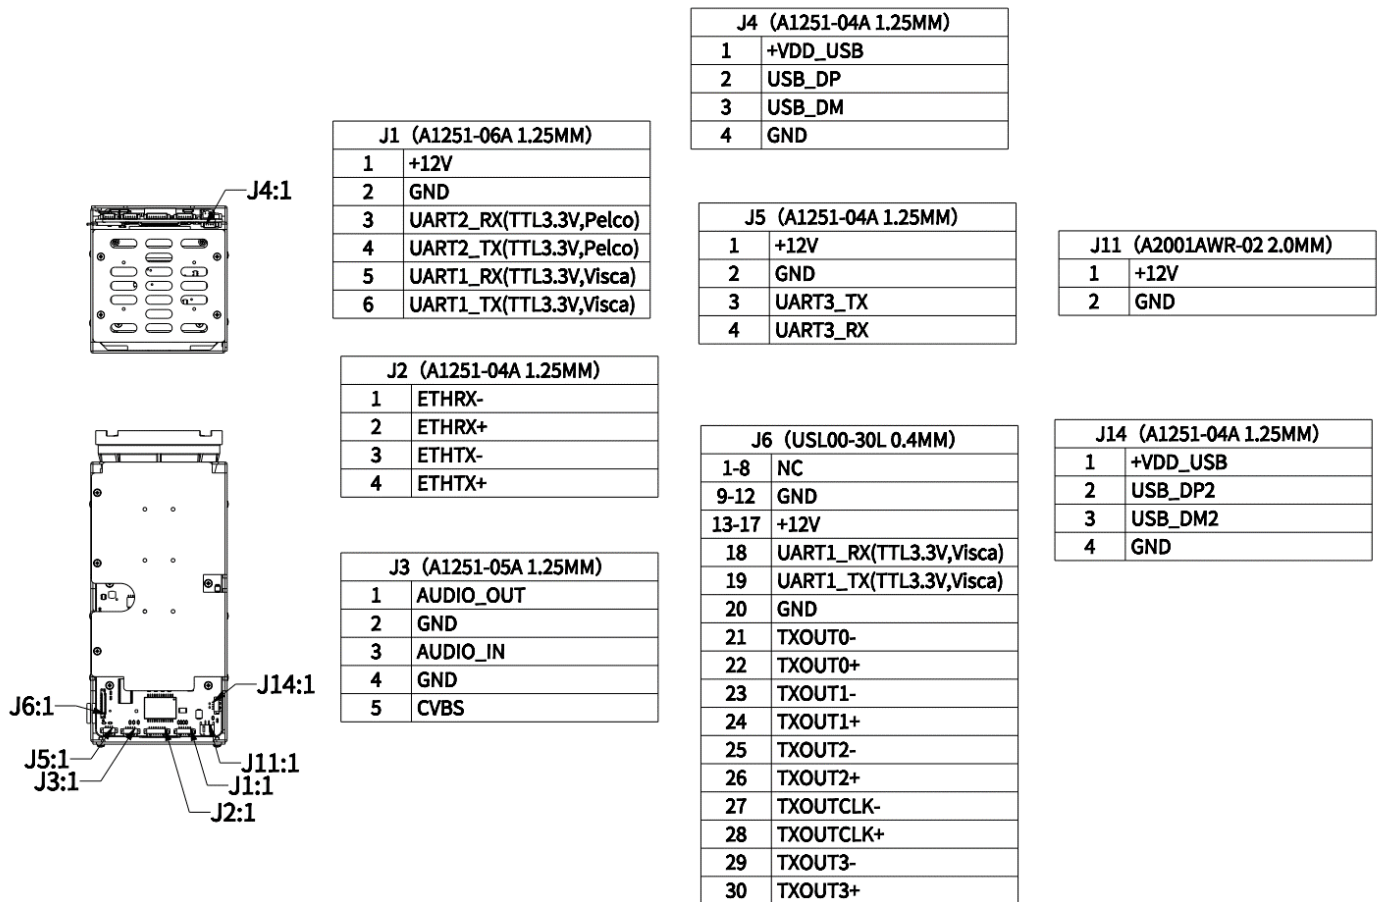 J4（A1251-04A 1.25MM）
1 +VDD_USB
2 USB_DP
3 USB_DM
4 GND
J1（A1251-06A 1.25MM）
1 +12V
2 GND
3 UART2_RX(TTL3.3V,Pelco)
4 UART2_TX(TTL3.3V,Pelco)
5 UART1_RX(TTL3.3V,Visca)
6 UART1_TX(TTL3.3V,Visca)
J4:1
J5（A1251-04A 1.25MM）
1 +12V
2 GND
3 UART3_TX
4 UART3_RX
J11（A2001AWR-02 2.0MM）
1 +12V
2 GND
J2（A1251-04A 1.25MM）
1 ETHRX-
2 ETHRX+
3 ETHTX-
4 ETHTX+
J6（USL00-30L 0.4MM）
1-8 NC
9-12 GND
13-17 +12V
18 UART1_RX(TTL3.3V,Visca)
19 UART1_TX(TTL3.3V,Visca)
20 GND
21 TXOUT0-
22 TXOUT0+
23 TXOUT1-
24 TXOUT1+
25 TXOUT2-
26 TXOUT2+
27 TXOUTCLK-
28 TXOUTCLK+
29 TXOUT3-
30 TXOUT3+
J14（A1251-04A 1.25MM）
1 +VDD_USB
2 USB_DP2
3 USB_DM2
4 GND
J3（A1251-05A 1.25MM）
1 AUDIO_OUT
2 GND
3 AUDIO_IN
4 GND
5 CVBS
J14:1
J6:1
J5:1
J11:1
J3:1
J1:1
J2:1